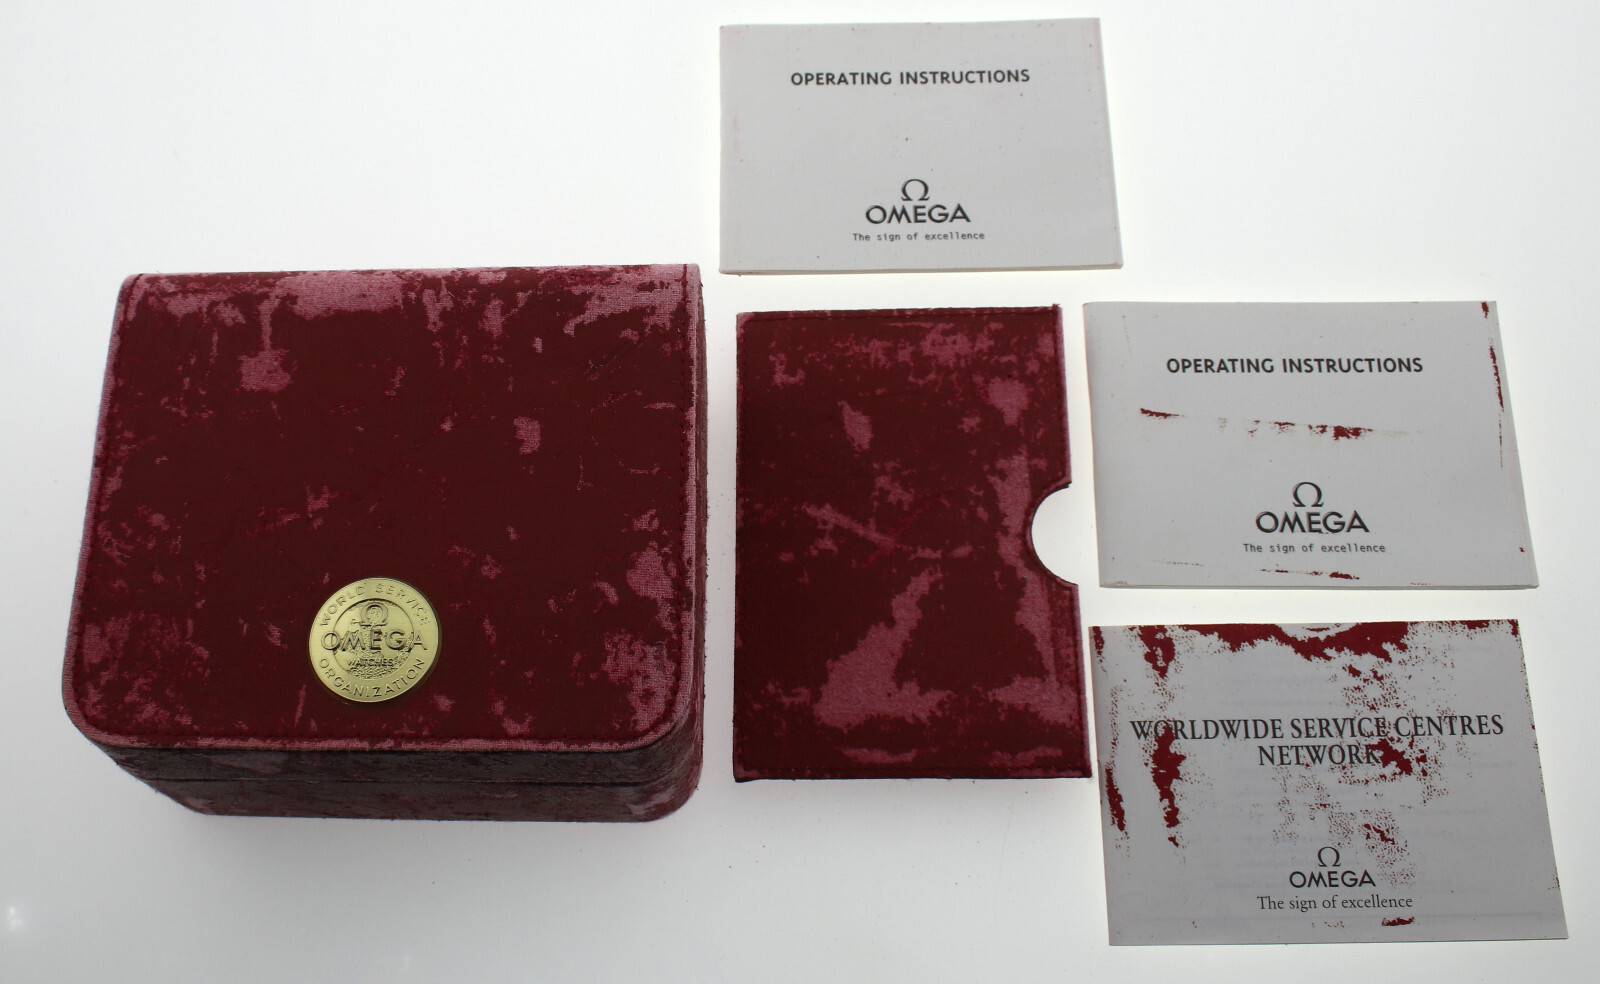 OPERATING INSTRUCTIONS
Ω
OMEGA
The sign of excellence
WORLD SERVICE
Ω
OMEGA
WATCHES
ORGANIZATION
OPERATING INSTRUCTIONS
Ω
OMEGA
The sign of excellence
WORLDWIDE SERVICE CENTRES
NETWORK
Ω
OMEGA
The sign of excellence